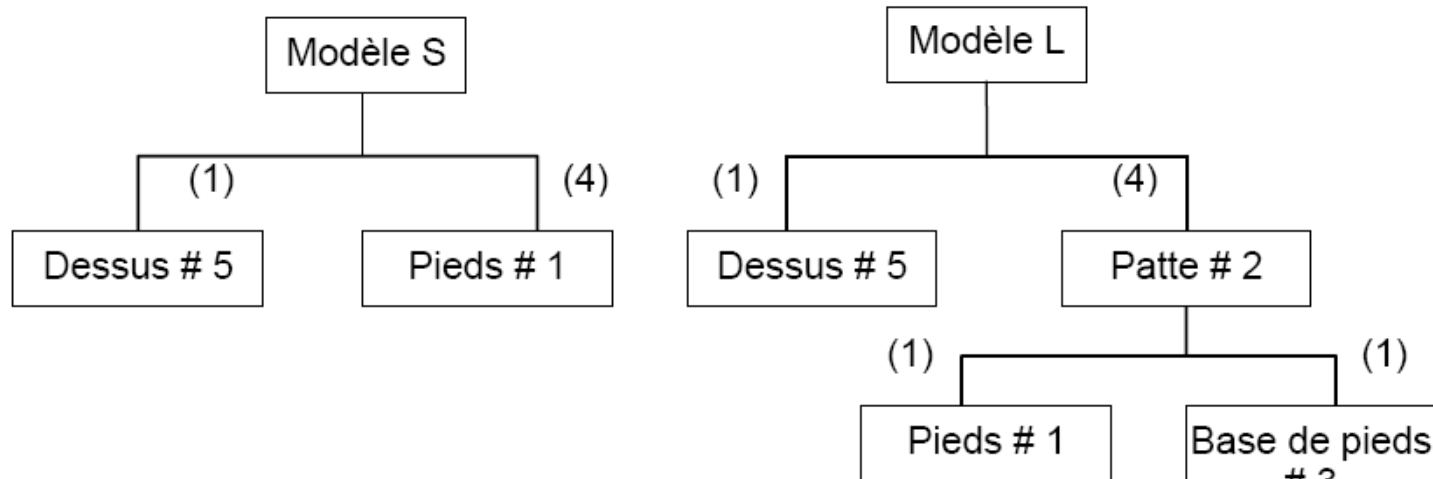 Modèle S
Modèle L
(1)
(4)
(1)
(4)
Dessus # 5
Pieds # 1
Dessus # 5
Patte # 2
(1)
(1)
Pieds # 1
Base de pieds
# 3